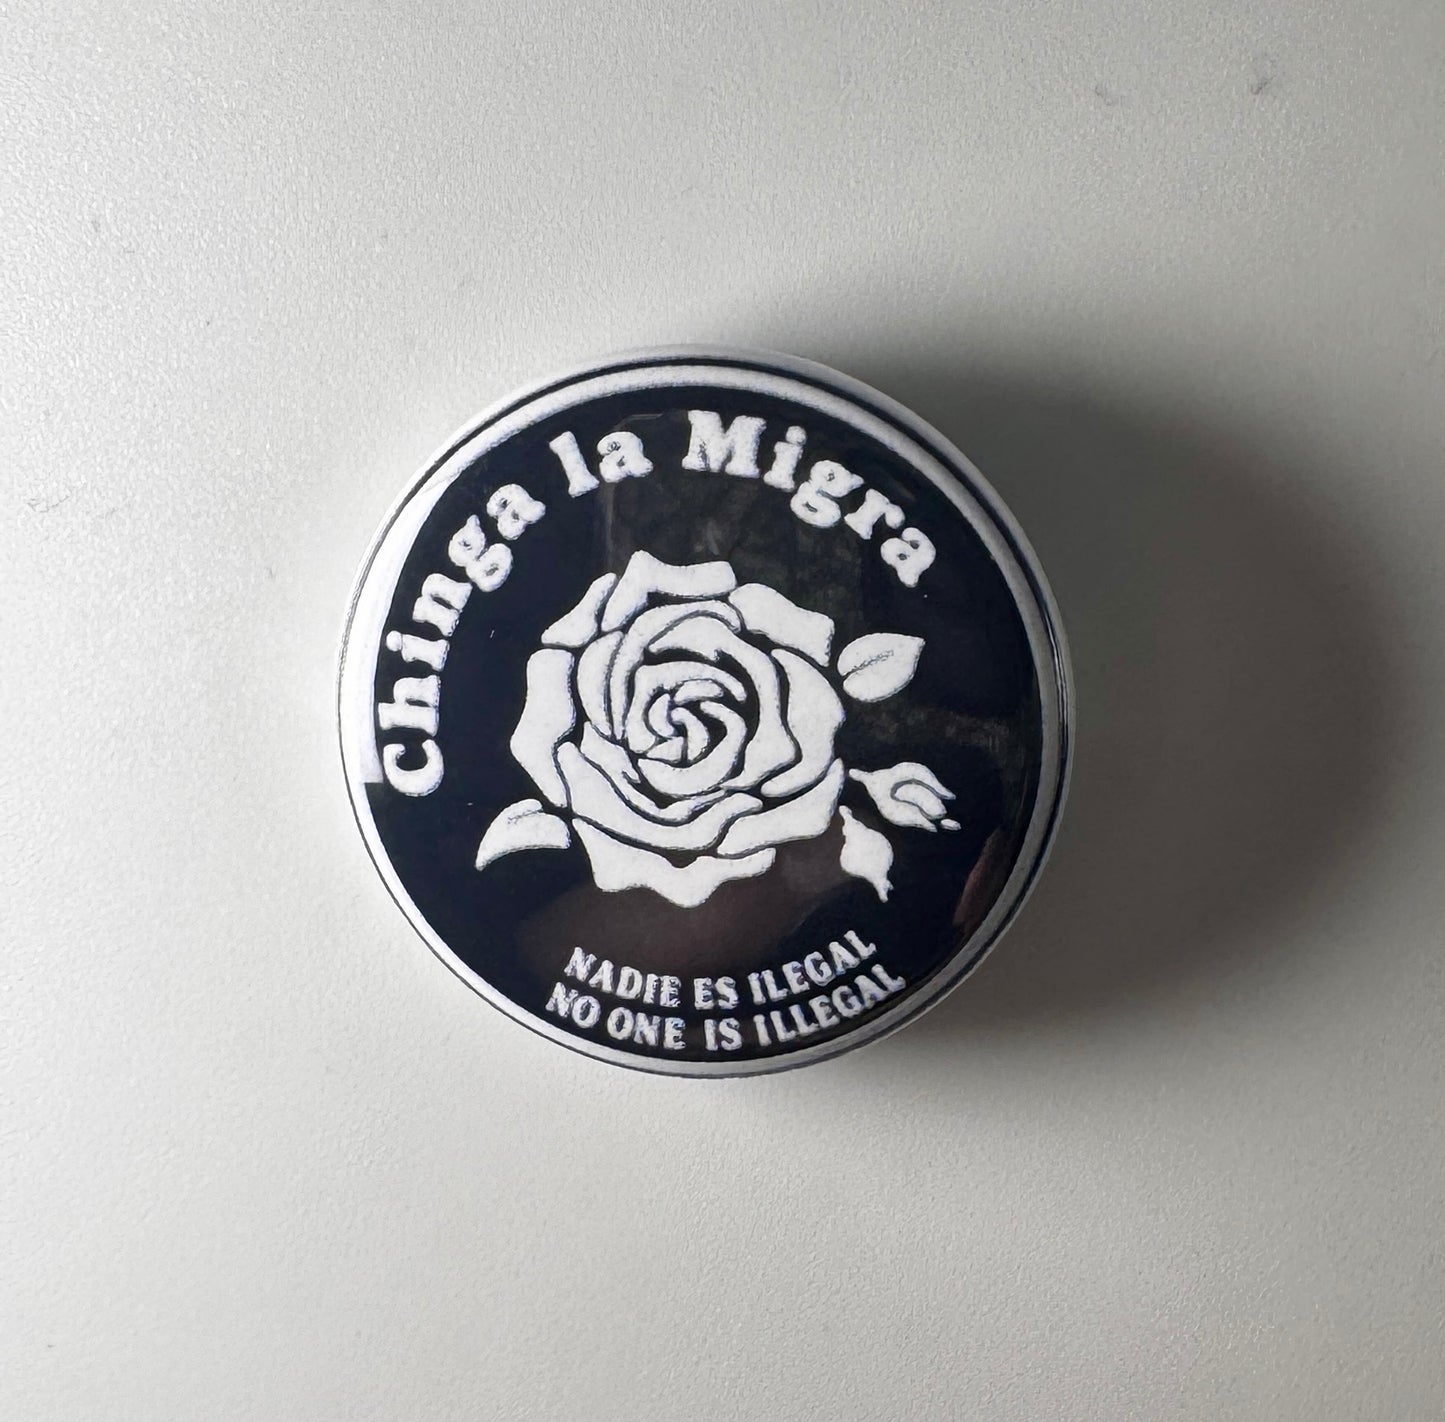 Chinga la Migra
NADIE ES ILEGAL
NO ONE IS ILLEGAL